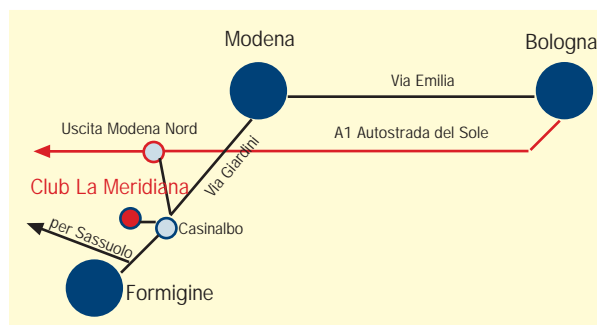 Modena
Bologna
Via Emilia
Uscita Modena Nord
A1 Autostrada del Sole
Via Giardini
Club La Meridiana
per Sassuolo
Casinalbo
Formigine